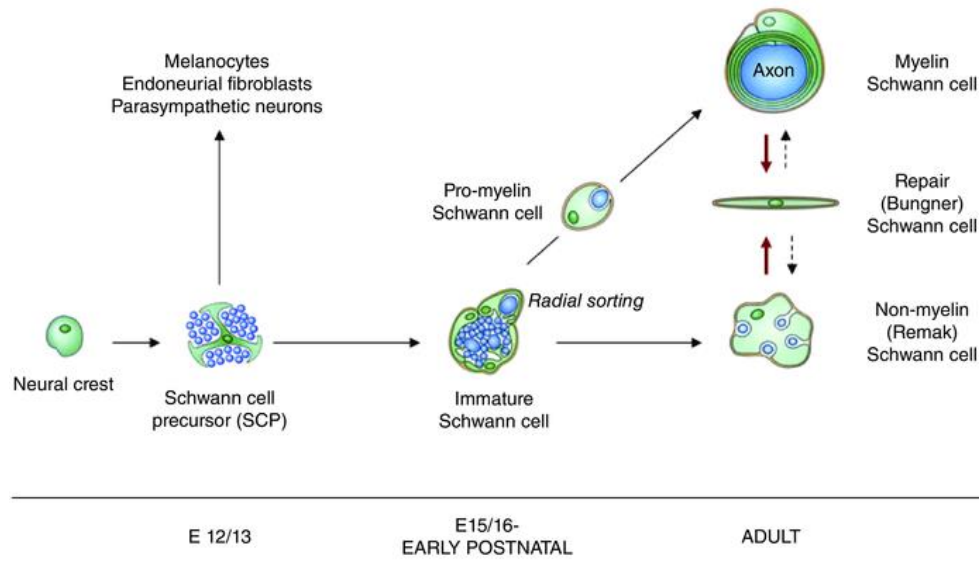 Melanocytes
Endoneurial fibroblasts
Parasympathetic neurons
Axon
Myelin
Schwann cell
Pro-myelin
Schwann cell
Repair
(Bungner)
Schwann cell
Radial sorting
Non-myelin
(Remak)
Schwann cell
Neural crest
Schwann cell
precursor (SCP)
Immature
Schwann cell
E 12/13
E15/16-
EARLY POSTNATAL
ADULT